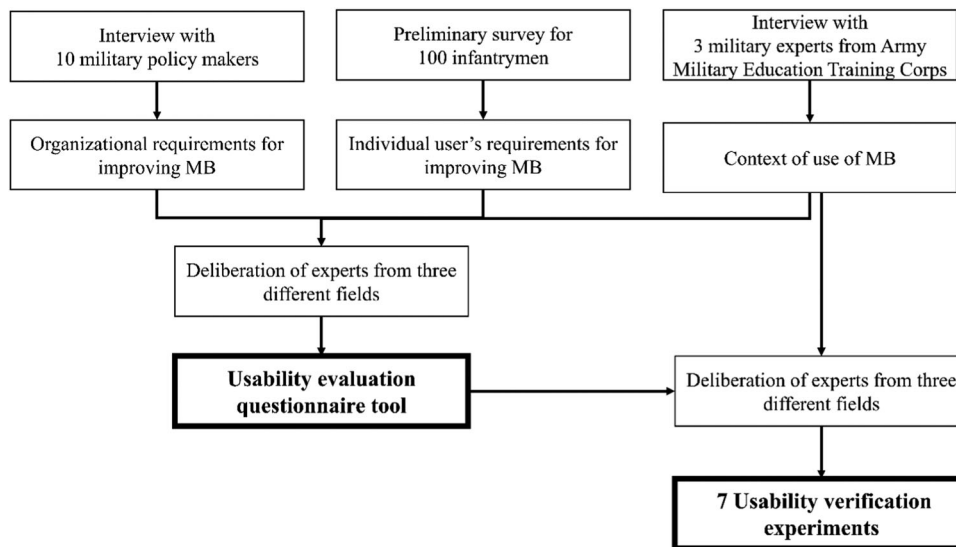 Interview with
10 military policy makers
Preliminary survey for
100 infantrymen
Interview with
3 military experts from Army
Military Education Training Corps
Organizational requirements for
improving MB
Individual user's requirements for
improving MB
Context of use of MB
Deliberation of experts from three
different fields
Usability evaluation
questionnaire tool
Deliberation of experts from three
different fields
7 Usability verification
experiments